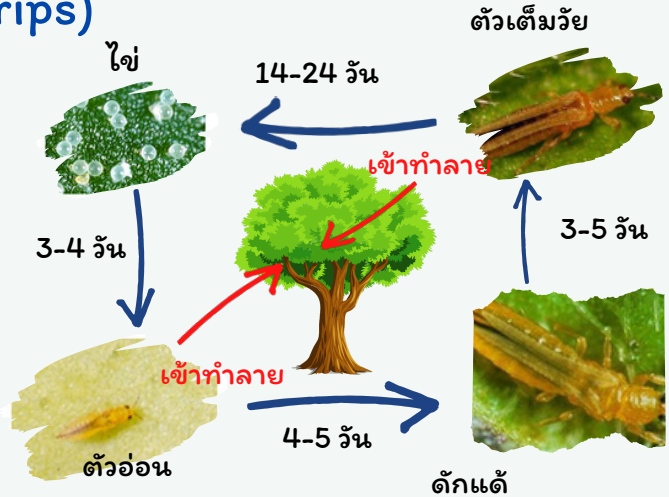 rips)
ตัวเต็มวัย
ไข่
14-24 วัน
เข้าทำลาย
3-4 วัน
3-5 วัน
เข้าทำลาย
4-5 วัน
ตัวอ่อน
ดักแด้